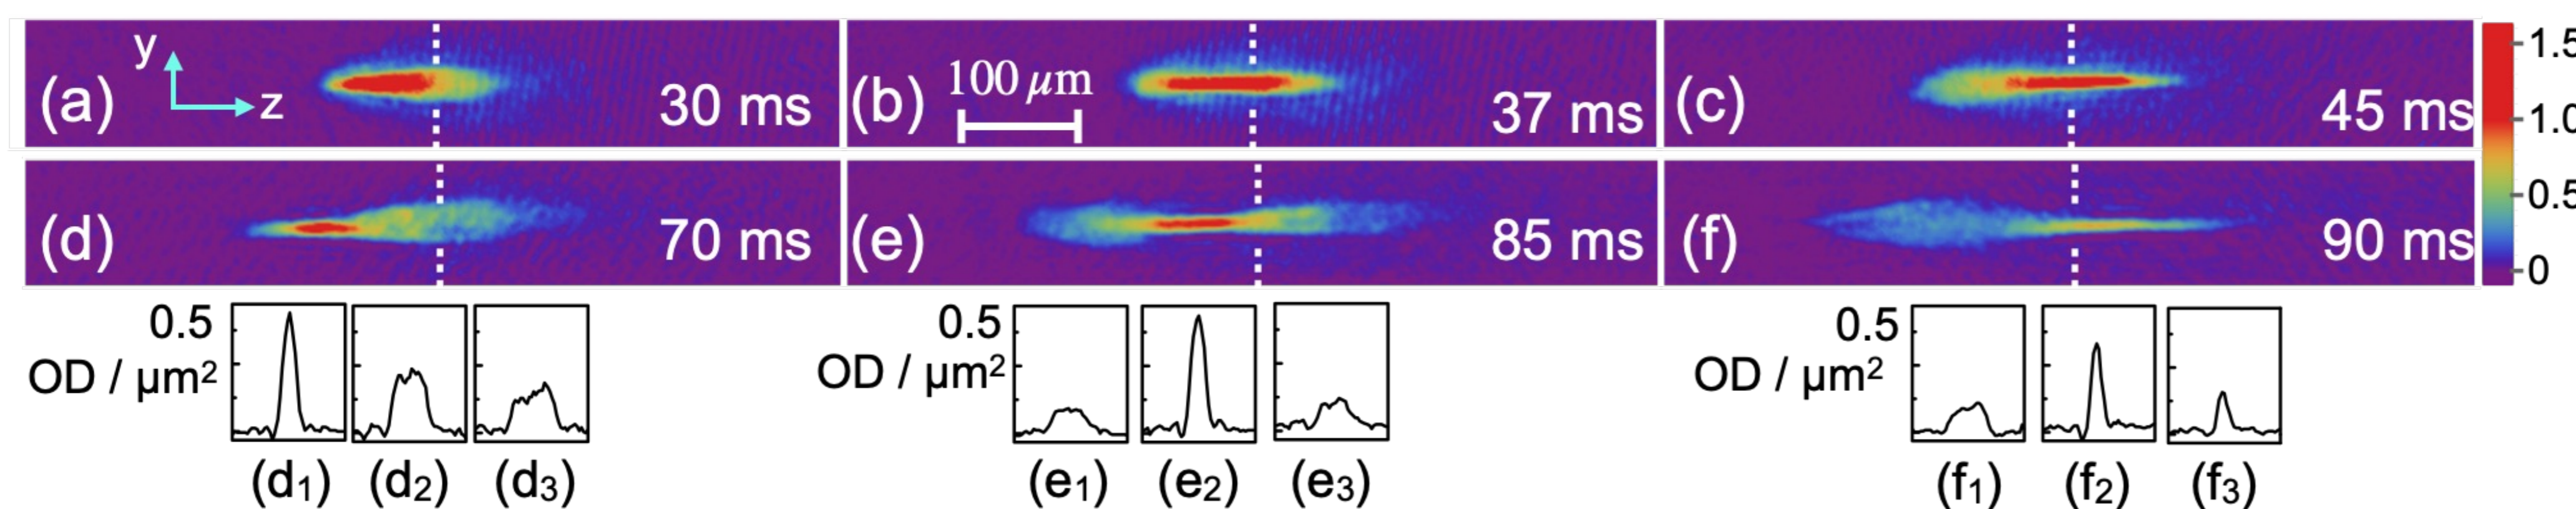 y
z
(a)
30 ms
(b)
100 μm
37 ms
(c)
45 ms
1.5
1.0
0.5
0
(d)
70 ms
(e)
85 ms
(f)
90 ms
0.5
OD / μm²
(d₁) (d₂) (d₃)
0.5
OD / μm²
(e₁) (e₂) (e₃)
0.5
OD / μm²
(f₁) (f₂) (f₃)